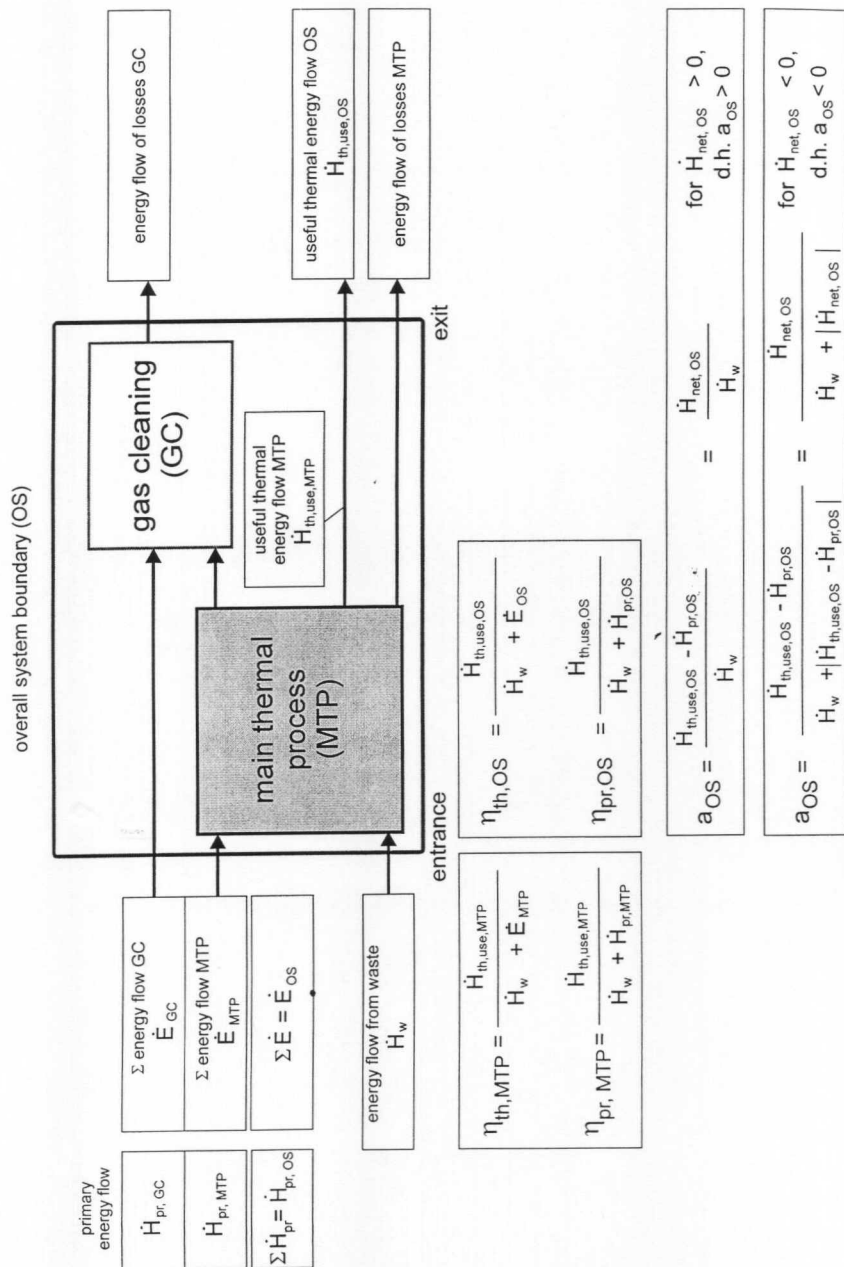 overall system boundary (OS)
primary
energy flow
Ḣpr, GC
Ḣpr, MTP
ΣḢpr = Ḣpr, OS
Σ energy flow GC
Ė GC
Σ energy flow MTP
Ė MTP
Σ Ė = Ė OS
energy flow from waste
Ḣw
main thermal
process
(MTP)
gas cleaning
(GC)
useful thermal
energy flow MTP
Ḣth,use,MTP
entrance
exit
energy flow of losses GC
useful thermal energy flow OS
Ḣth,use,OS
energy flow of losses MTP
ηth,MTP = Ḣth,use,MTP / (Ḣw + ĖMTP)
ηpr, MTP = Ḣth,use,MTP / (Ḣw + Ḣpr,MTP)
ηth,OS = Ḣth,use,OS / (Ḣw + ĖOS)
ηpr,OS = Ḣth,use,OS / (Ḣw + Ḣpr,OS)
aOS = (Ḣth,use,OS - Ḣpr,OS) / Ḣw = Ḣnet, OS / Ḣw for Ḣnet, OS > 0,
d.h. aOS > 0
aOS = (Ḣth,use,OS - Ḣpr,OS) / (Ḣw + |Ḣth,use,OS - Ḣpr,OS|) = Ḣnet, OS / (Ḣw + |Ḣnet, OS|) for Ḣnet, OS < 0,
d.h. aOS < 0